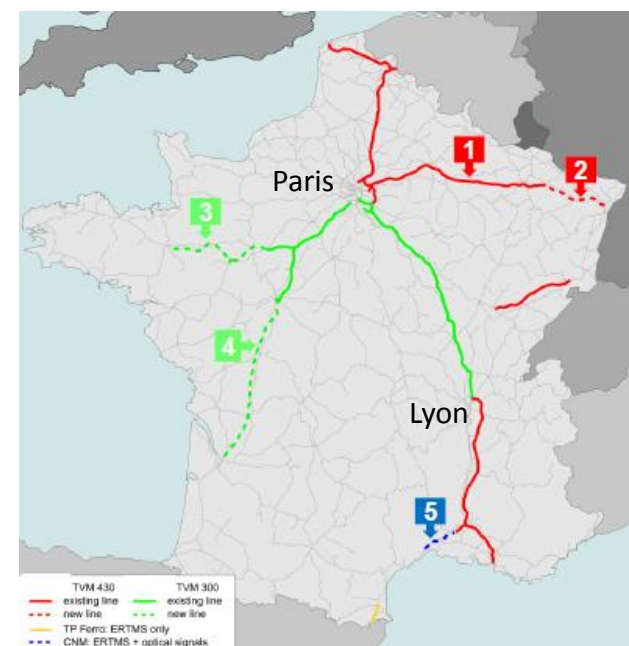 1
2
Paris
3
4
Lyon
5
TVM 430 TVM 300
existing line existing line
new line new line
TP Ferro: ERTMS only
CNM: ERTMS + optical signals